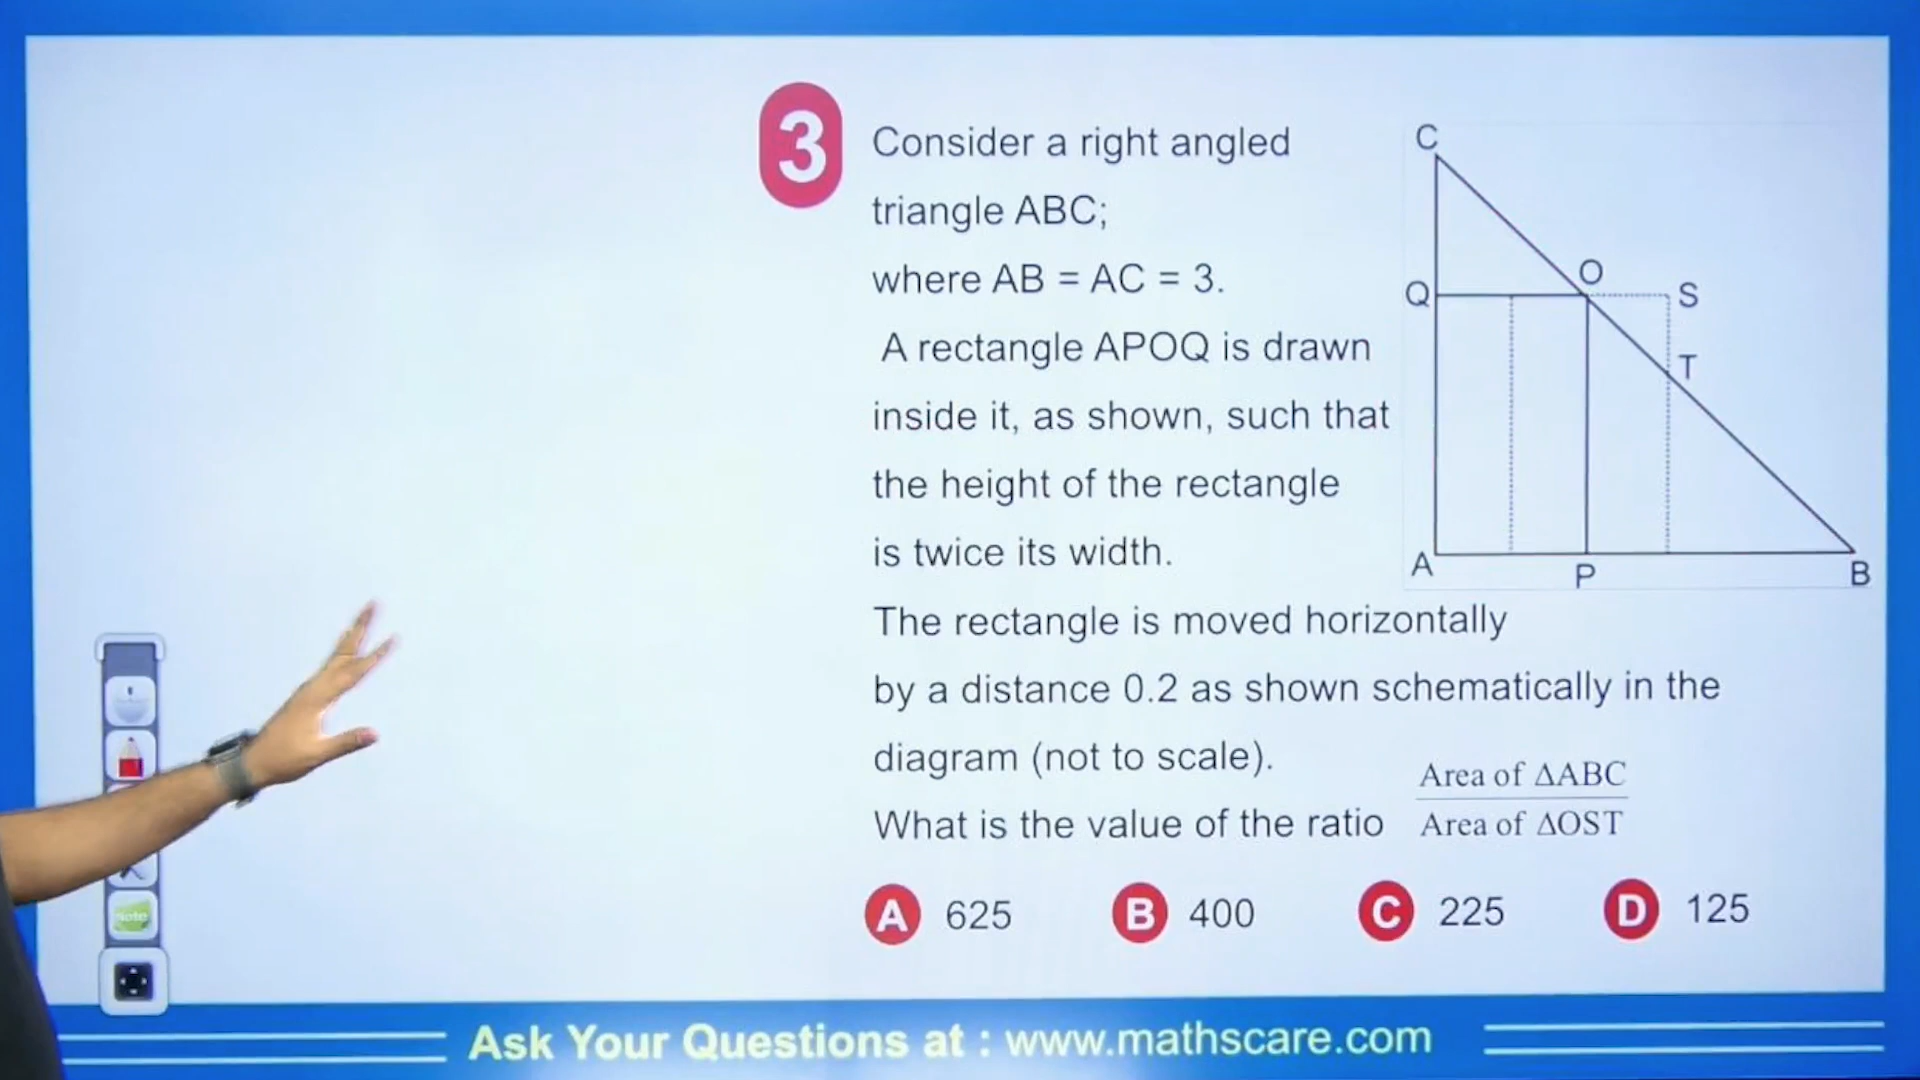 3
Consider a right angled
triangle ABC;
where AB = AC = 3.
A rectangle APOQ is drawn
inside it, as shown, such that
the height of the rectangle
is twice its width.
The rectangle is moved horizontally
by a distance 0.2 as shown schematically in the
diagram (not to scale).
What is the value of the ratio Area of ΔABC / Area of ΔOST
C
O
Q
S
T
A
P
B
A 625
B 400
C 225
D 125
Note
Ask Your Questions at : www.mathscare.com